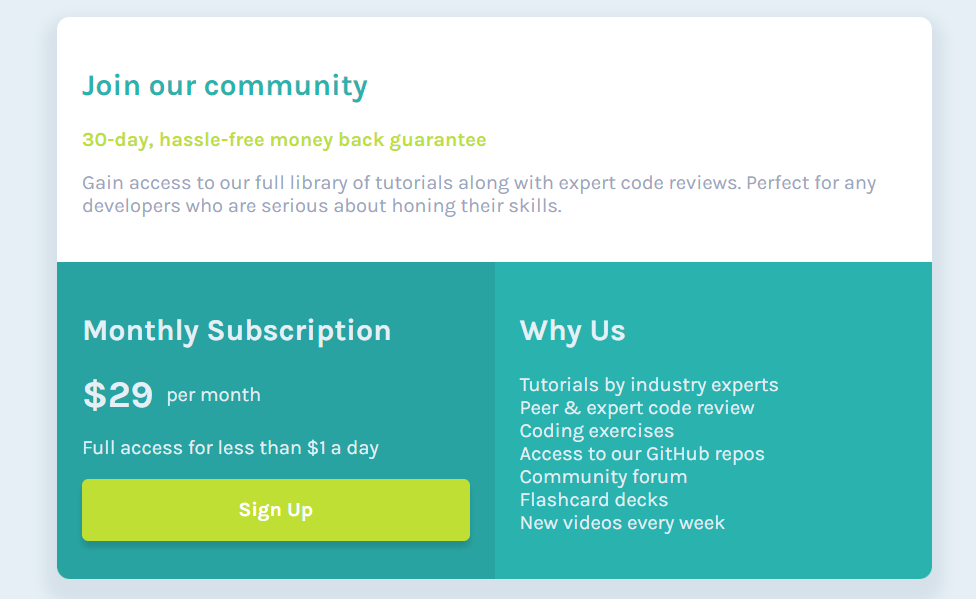 Join our community
30-day, hassle-free money back guarantee
Gain access to our full library of tutorials along with expert code reviews. Perfect for any
developers who are serious about honing their skills.
Monthly Subscription
$29 per month
Full access for less than $1 a day
Sign Up
Why Us
Tutorials by industry experts
Peer & expert code review
Coding exercises
Access to our GitHub repos
Community forum
Flashcard decks
New videos every week